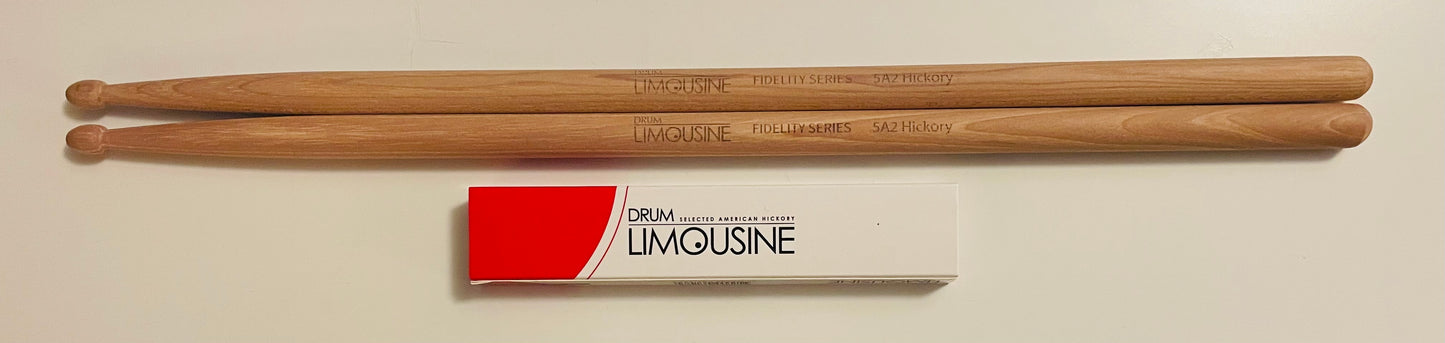 DRUM
LIMOUSINE FIDELITY SERIES 5A2 Hickory
DRUM
LIMOUSINE FIDELITY SERIES 5A2 Hickory
DRUM SELECTED AMERICAN HICKORY
LIMOUSINE